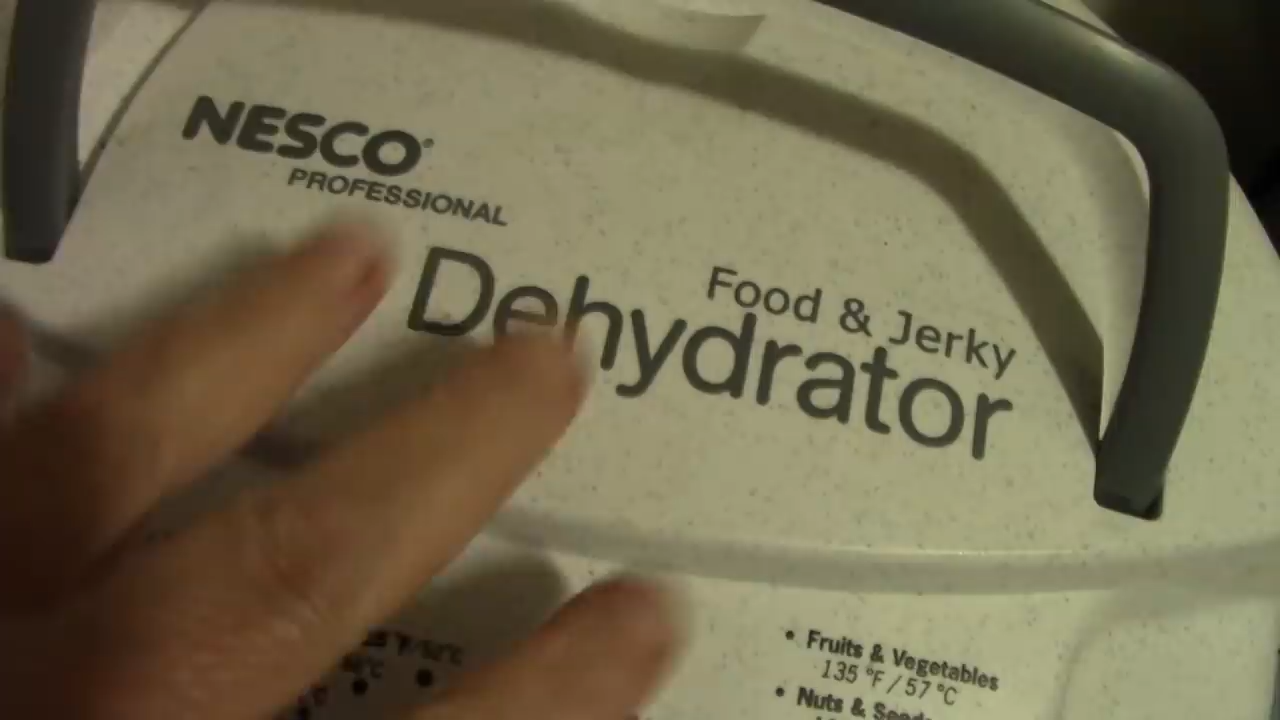 NESCO®
PROFESSIONAL
Food & Jerky
Dehydrator
• Fruits & Vegetables
135 °F / 57 °C
• Nuts & Seeds